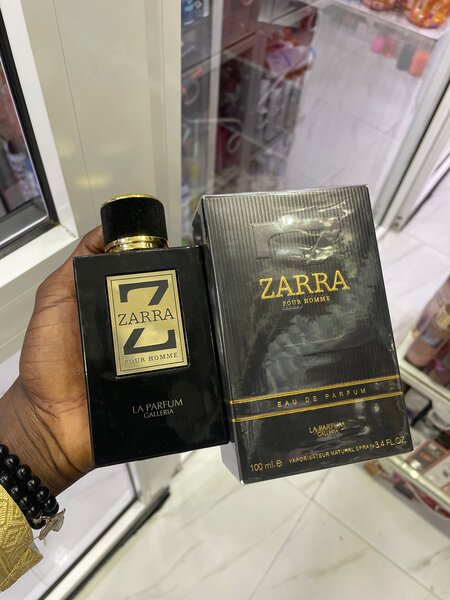 Z
ZARRA
POUR HOMME
LA PARFUM
GALLERIA
ZARRA
POUR HOMME
EAU DE PARFUM
LA PARFUM
GALLERIA
100 ml.℮ VAPORISATEUR NATURAL SPRAY 3.4 FL.OZ